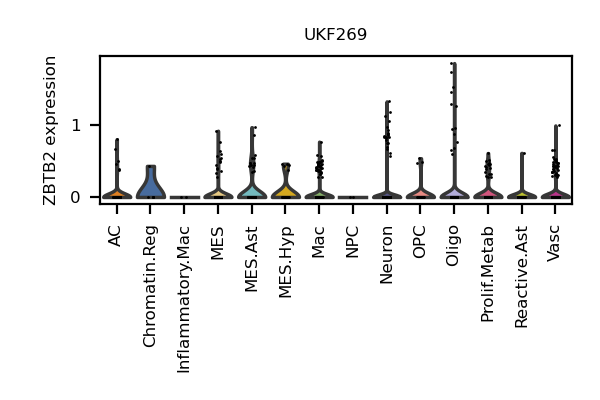 UKF269
ZBTB2 expression
1
0
AC
Chromatin.Reg
Inflammatory.Mac
MES
MES.Ast
MES.Hyp
Mac
NPC
Neuron
OPC
Oligo
Prolif.Metab
Reactive.Ast
Vasc